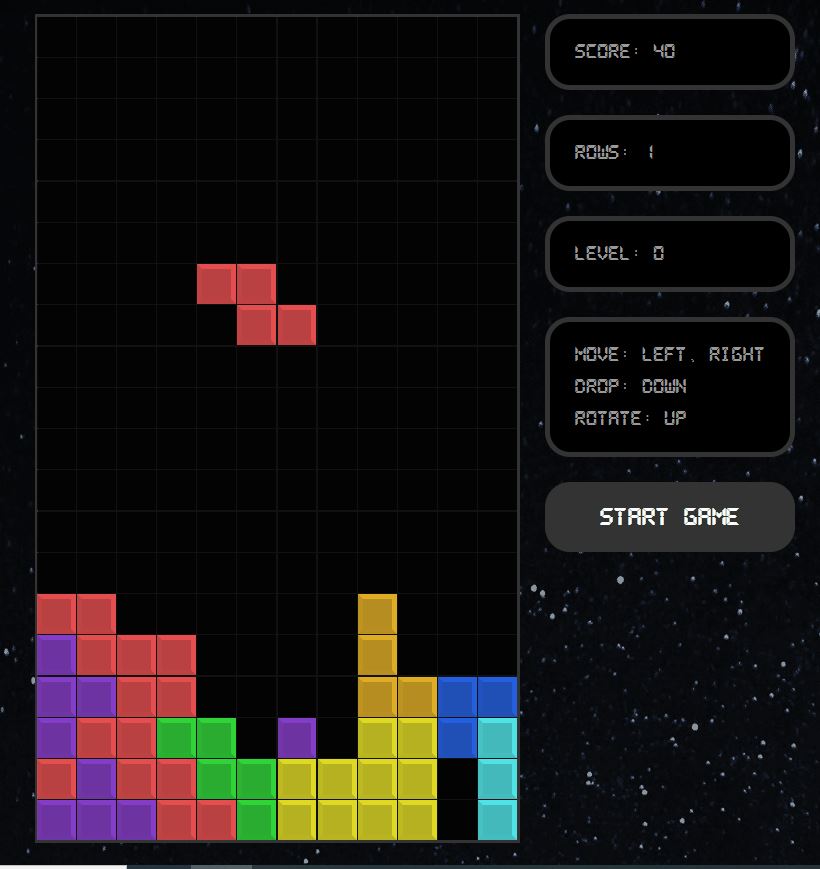 SCORE: 40
ROWS: 1
LEVEL: 0
MOVE: LEFT, RIGHT
DROP: DOWN
ROTATE: UP
START GAME